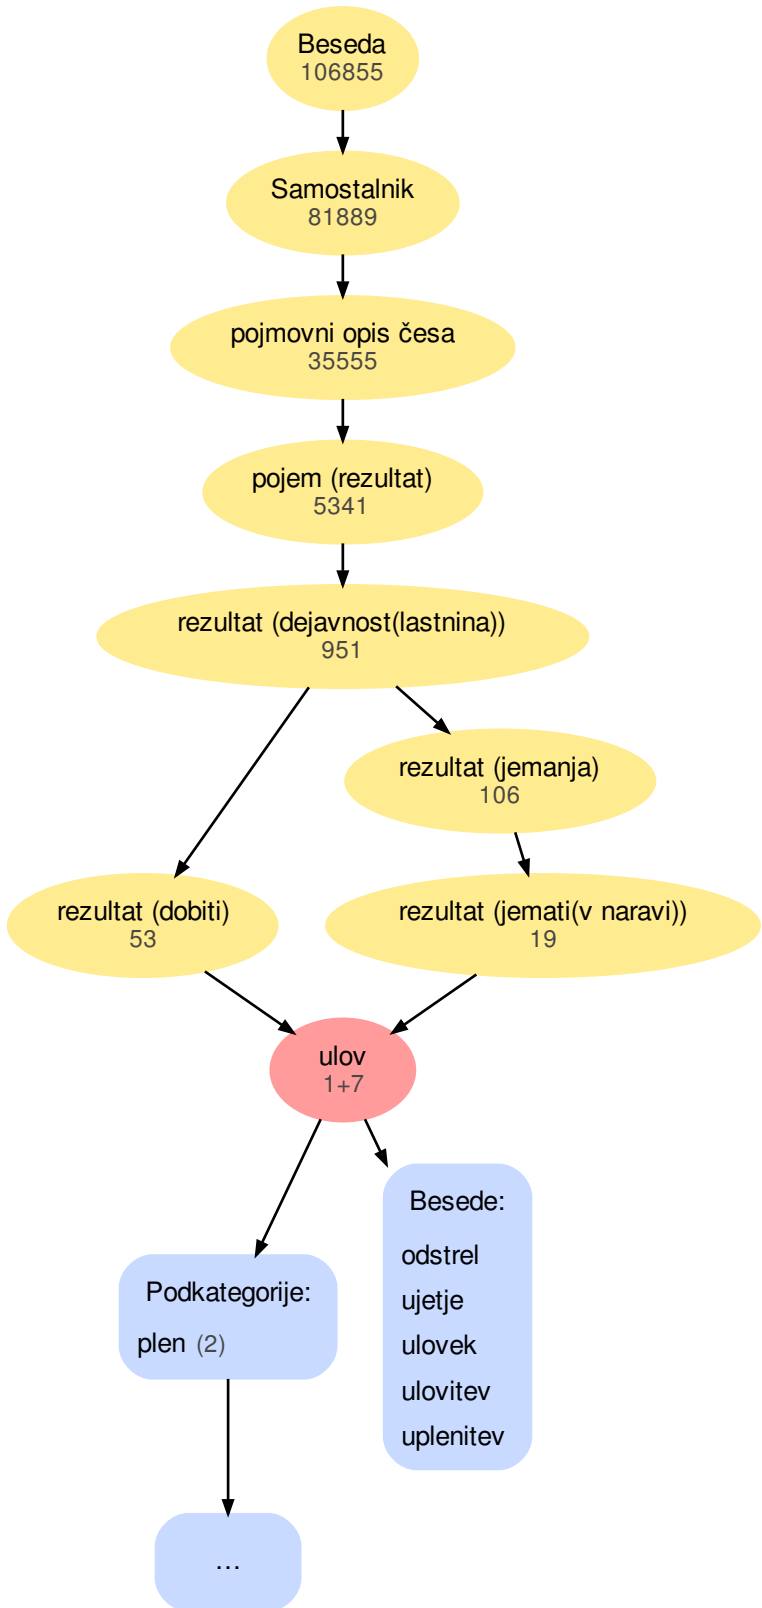 Beseda
106855
Samostalnik
81889
pojmovni opis česa
35555
pojem (rezultat)
5341
rezultat (dejavnost(lastnina))
951
rezultat (jemanja)
106
rezultat (dobiti)
53
rezultat (jemati(v naravi))
19
ulov
1+7
Besede:
odstrel
ujetje
ulovek
ulovitev
uplenitev
Podkategorije:
plen (2)
...